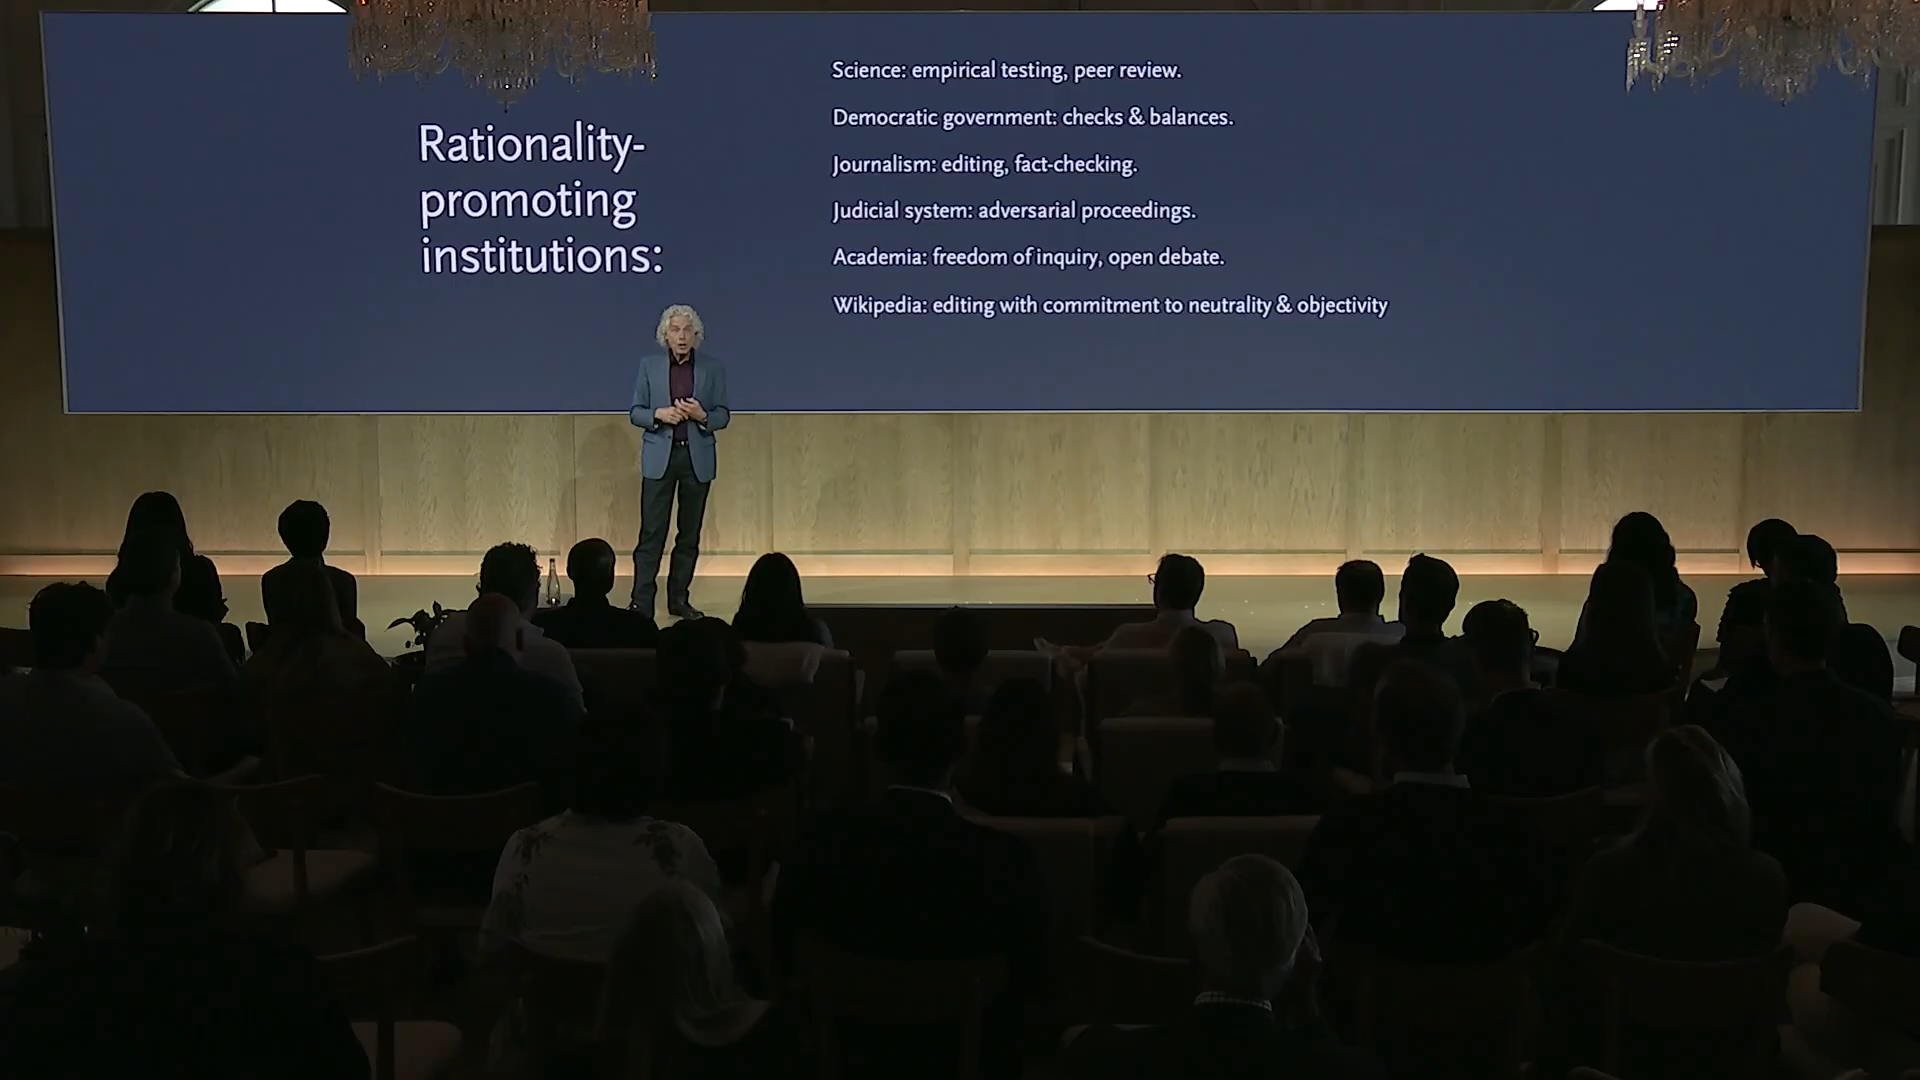 Rationality-
promoting
institutions:
Science: empirical testing, peer review.
Democratic government: checks & balances.
Journalism: editing, fact-checking.
Judicial system: adversarial proceedings.
Academia: freedom of inquiry, open debate.
Wikipedia: editing with commitment to neutrality & objectivity